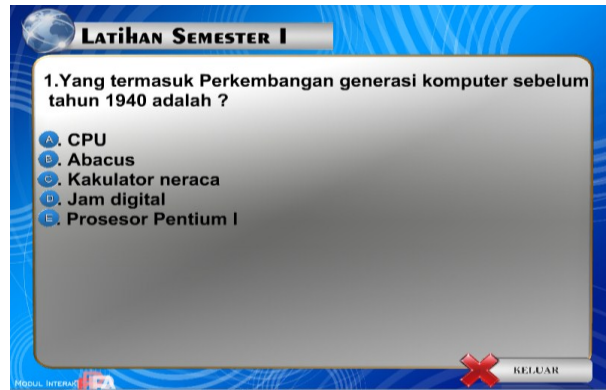 Latihan Semester I
1.Yang termasuk Perkembangan generasi komputer sebelum
tahun 1940 adalah ?
A. CPU
B. Abacus
C. Kakulator neraca
D. Jam digital
E. Prosesor Pentium I
KELUAR
Modul Interak